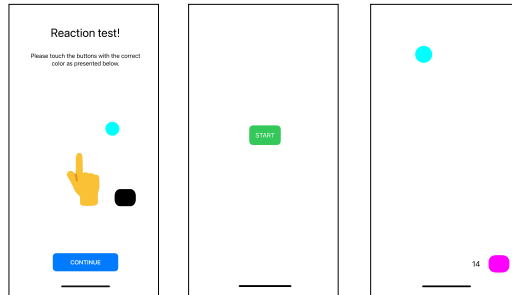 Reaction test!
Please touch the buttons with the correct
color as presented below.
CONTINUE
START
14